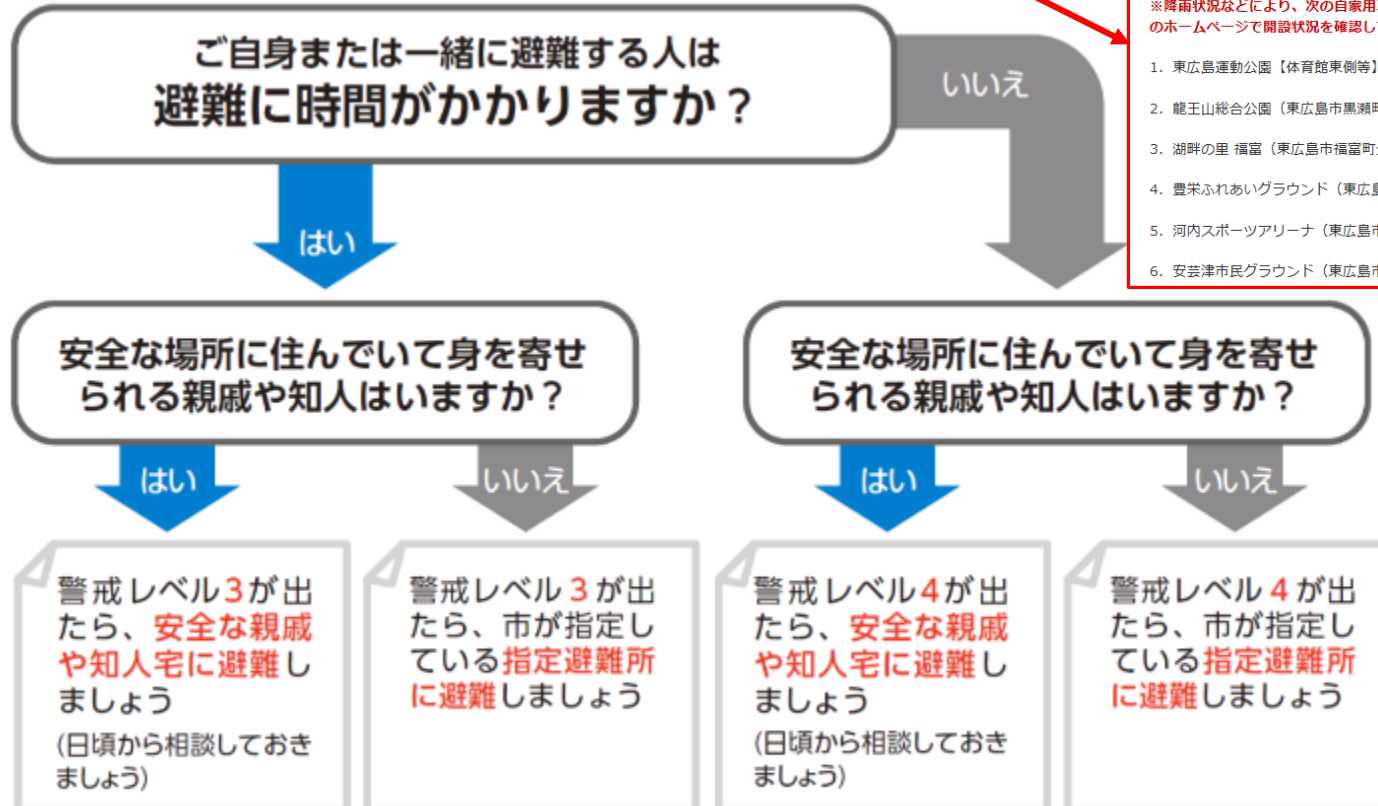 ご自身または一緒に避難する人は
避難に時間がかかりますか？
いいえ
はい
※降雨状況などにより、次の自家用
のホームページで開設状況を確認し
1. 東広島運動公園【体育館東側等】
2. 龍王山総合公園（東広島市黒瀬町
3. 湖畔の里 福富（東広島市福富町
4. 豊栄ふれあいグラウンド（東広島
5. 河内スポーツアリーナ（東広島市
6. 安芸津市民グラウンド（東広島市
安全な場所に住んでいて身を寄せ
られる親戚や知人はいますか？
はい
いいえ
安全な場所に住んでいて身を寄せ
られる親戚や知人はいますか？
はい
いいえ
警戒レベル3が出
たら、安全な親戚
や知人宅に避難し
ましょう
(日頃から相談しておき
ましょう)
警戒レベル 3 が出
たら、市が指定し
ている指定避難所
に避難しましょう
警戒レベル4が出
たら、安全な親戚
や知人宅に避難し
ましょう
(日頃から相談しておき
ましょう)
警戒レベル 4 が出
たら、市が指定し
ている指定避難所
に避難しましょう